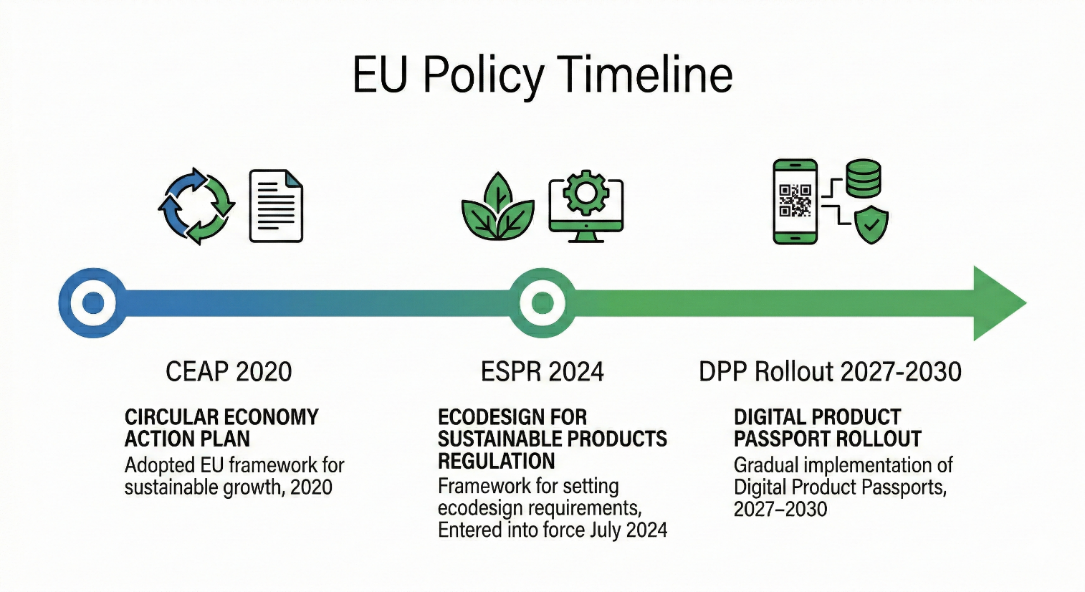 EU Policy Timeline
CEAP 2020
CIRCULAR ECONOMY
ACTION PLAN
Adopted EU framework for
sustainable growth, 2020
ESPR 2024
ECODESIGN FOR
SUSTAINABLE PRODUCTS
REGULATION
Framework for setting
ecodesign requirements,
Entered into force July 2024
DPP Rollout 2027-2030
DIGITAL PRODUCT
PASSPORT ROLLOUT
Gradual implementation of
Digital Product Passports,
2027–2030